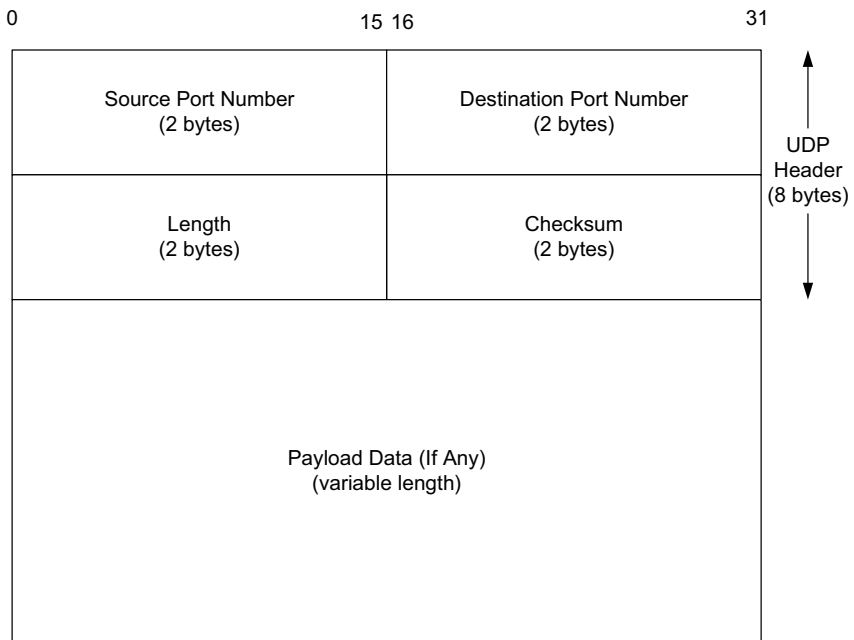 0 15 16 31
Source Port Number
(2 bytes)
Destination Port Number
(2 bytes)
UDP
Header
(8 bytes)
Length
(2 bytes)
Checksum
(2 bytes)
Payload Data (If Any)
(variable length)